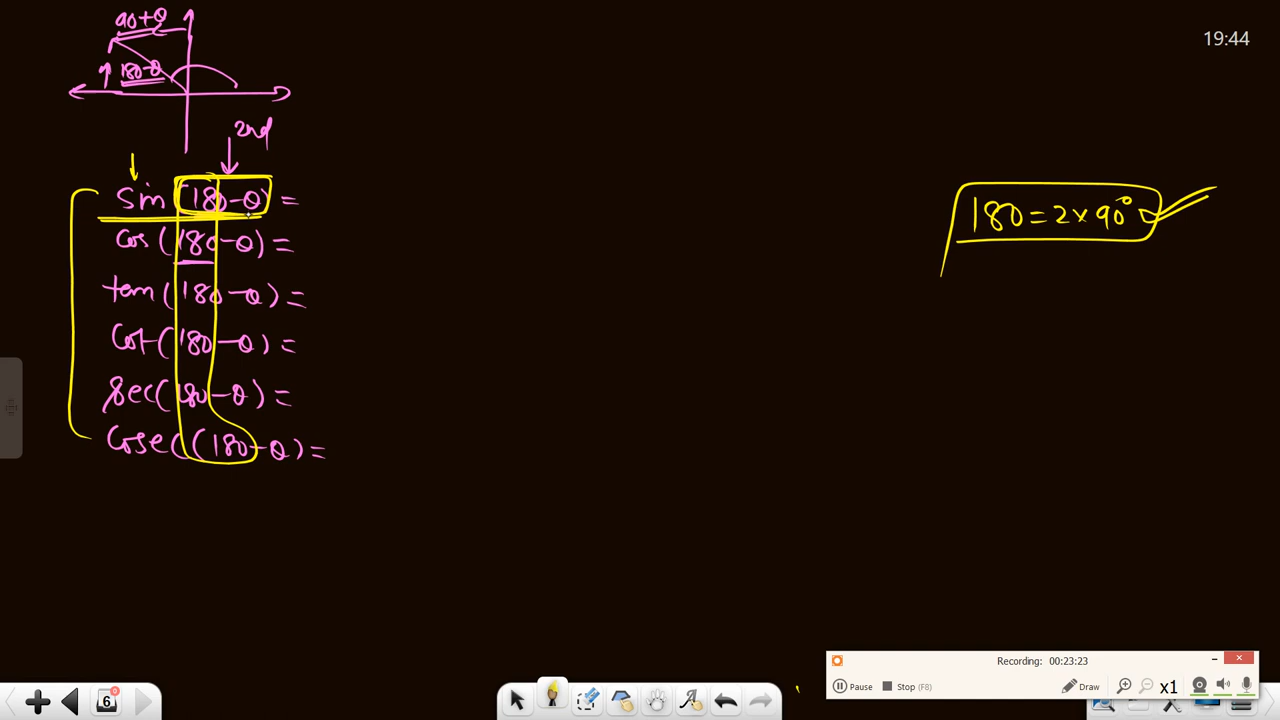 90+θ
19:44
180-θ
2nd
Sin (180-θ) =
180 = 2×90°
Cos (180-θ) =
tan (180-θ) =
Cot (180-θ) =
Sec (180-θ) =
Cosec (180-θ) =
Recording: 00:23:23
6
0
Pause
Stop (F8)
Draw
x1